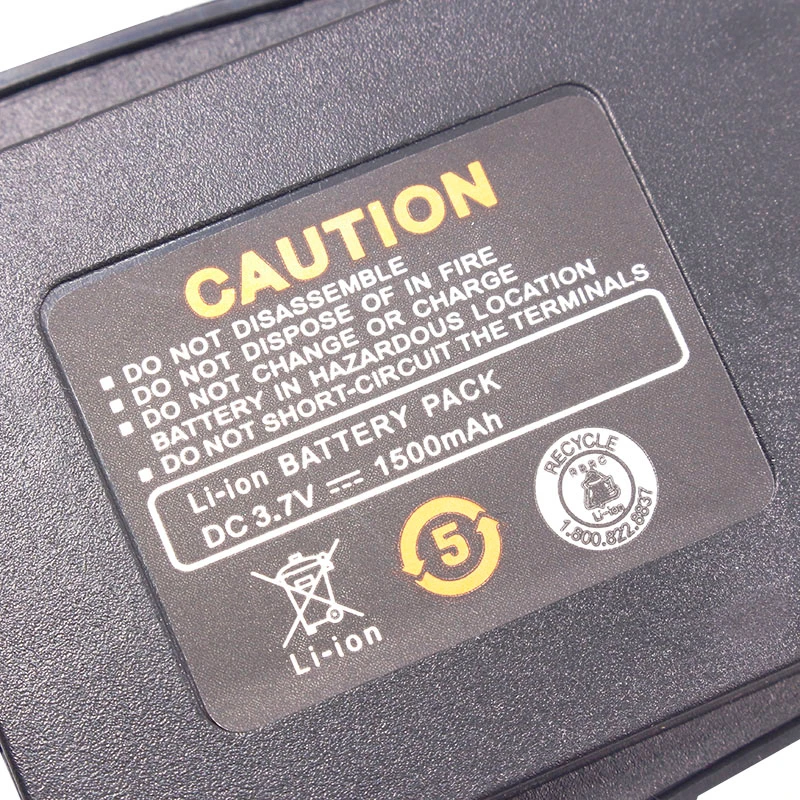 CAUTION
■ DO NOT DISASSEMBLE
■ DO NOT DISPOSE OF IN FIRE
■ DO NOT CHANGE OR CHARGE
BATTERY IN HAZARDOUS LOCATION
■ DO NOT SHORT-CIRCUIT THE TERMINALS
Li-ion BATTERY PACK
DC 3.7V ⎓ 1500mAh
Li-ion
5
RECYCLE
RBRC
Li-ion
1.800.822.8837